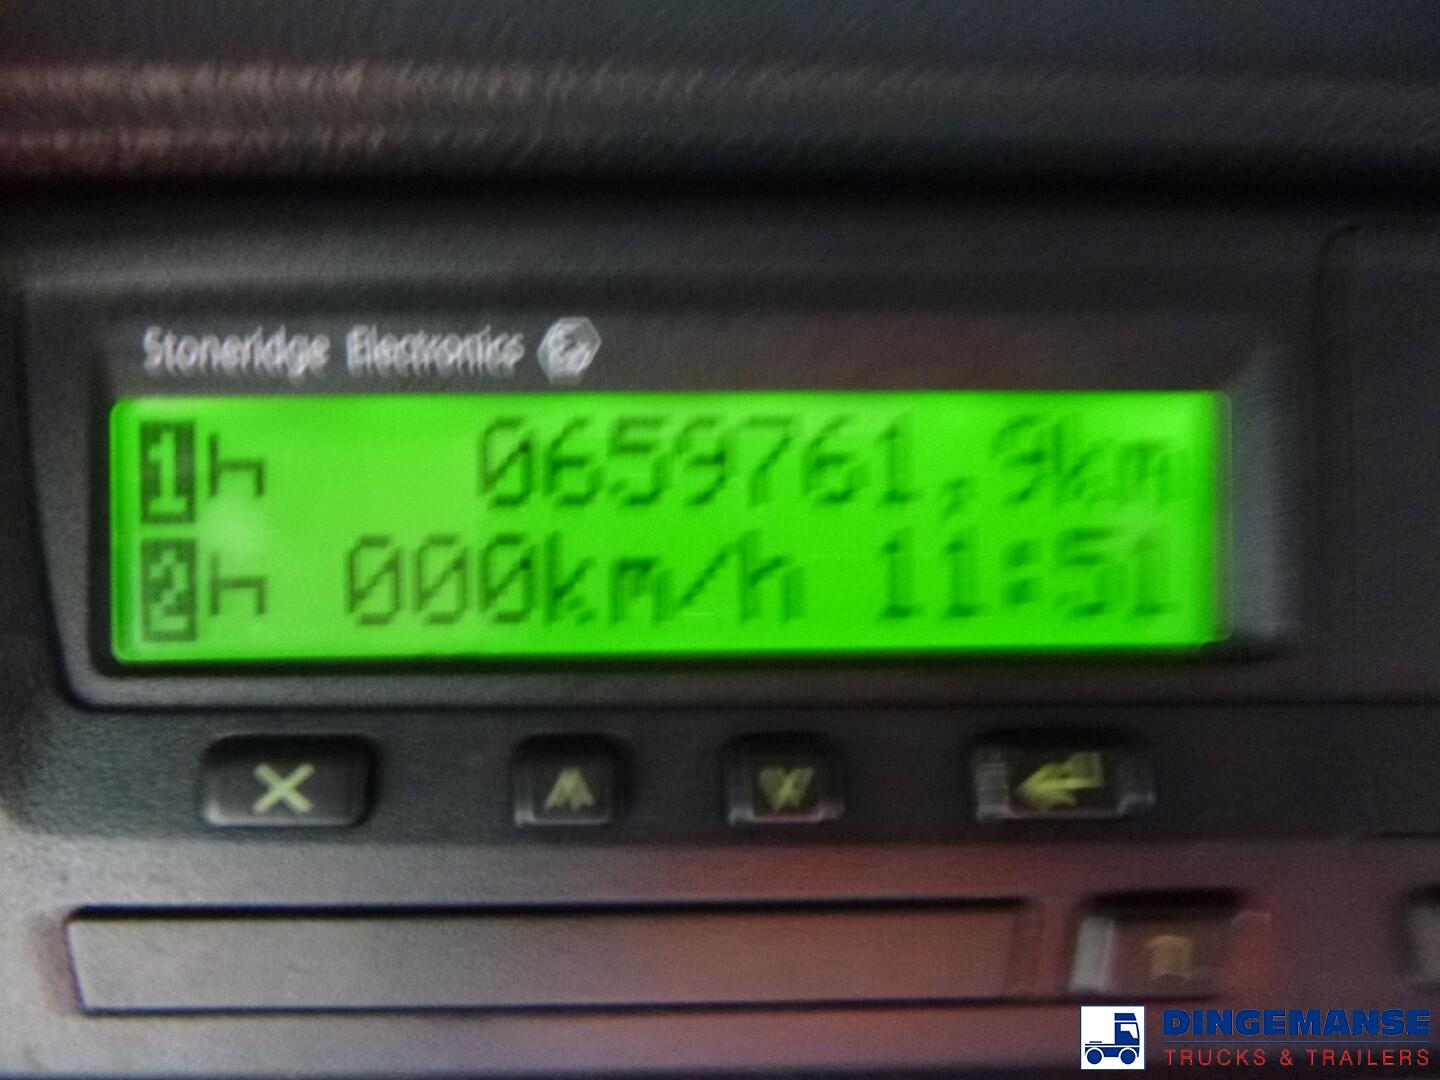 Stoneridge Electronics
1h 0659761,9km
2h 000km/h 11:51
DINGEMANSE
TRUCKS & TRAILERS